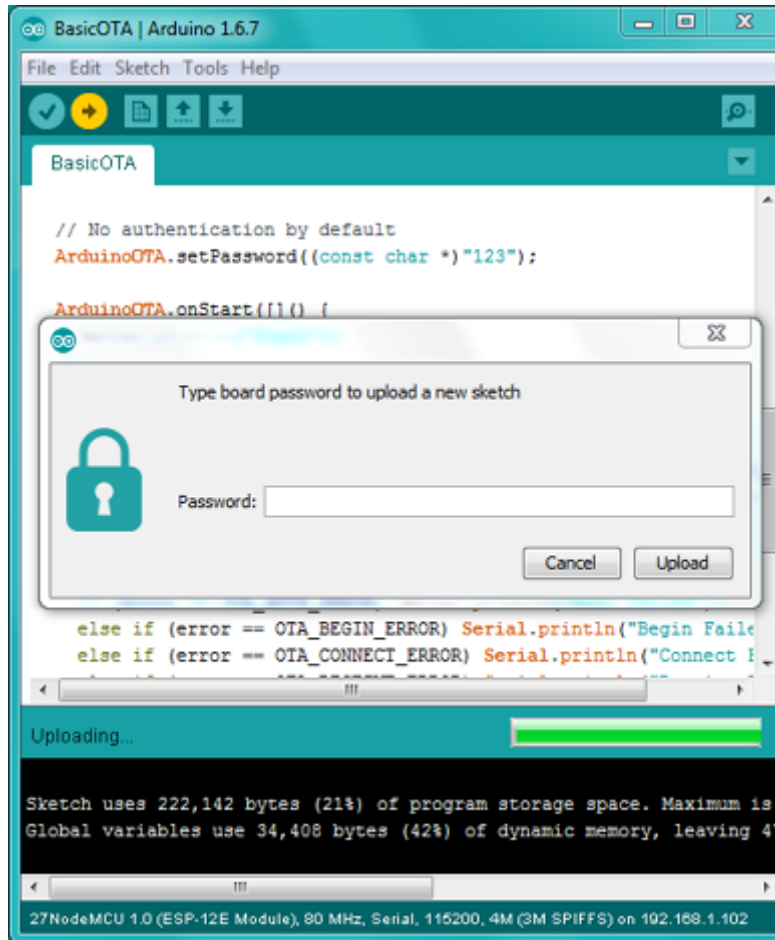 BasicOTA | Arduino 1.6.7
File Edit Sketch Tools Help
BasicOTA
// No authentication by default
ArduinoOTA.setPassword((const char *)"123");
ArduinoOTA.onStart([]() {
Type board password to upload a new sketch
Password:
Cancel Upload
else if (error == OTA_BEGIN_ERROR) Serial.println("Begin Faile
else if (error == OTA_CONNECT_ERROR) Serial.println("Connect
Uploading...
Sketch uses 222,142 bytes (21%) of program storage space. Maximum is
Global variables use 34,408 bytes (42%) of dynamic memory, leaving 4
27NodeMCU 1.0 (ESP-12E Module), 80 MHz, Serial, 115200, 4M (3M SPIFFS) on 192.168.1.102